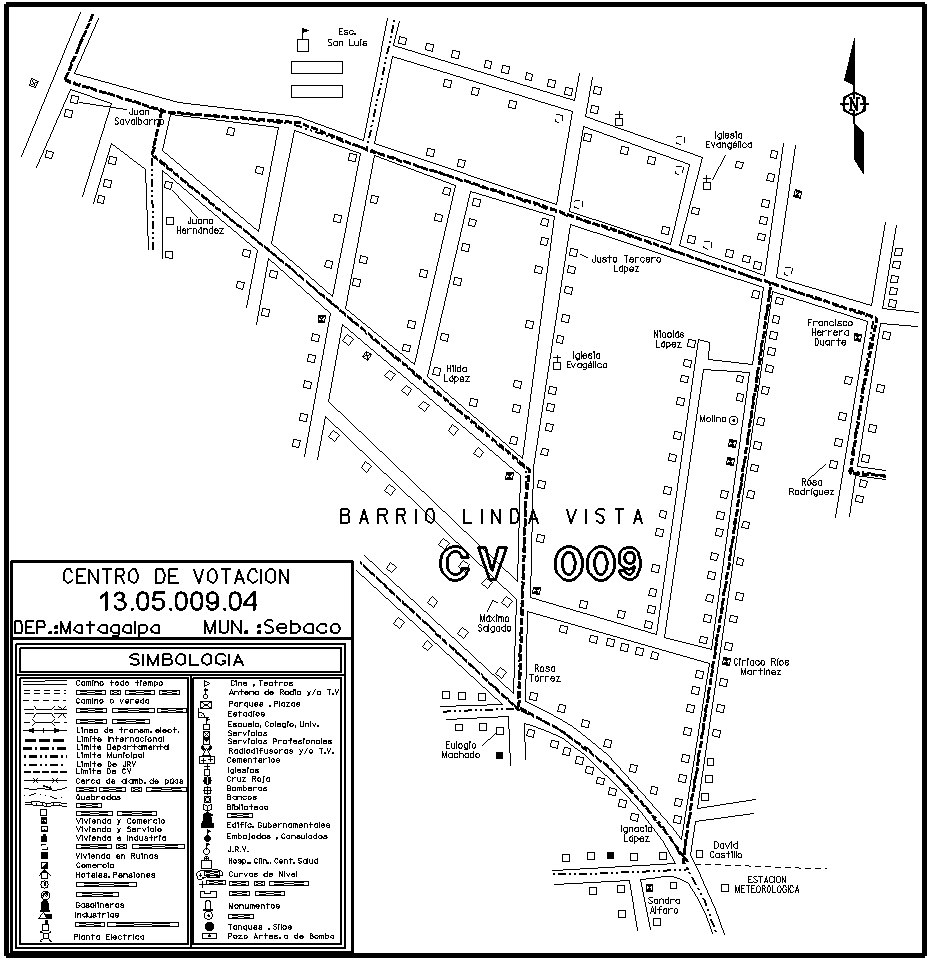 Esc.
San Luis
N
Juan
Savalbarro
Iglesia
Evangélica
Juana
Hernández
Justo Tercero
López
Francisco
Herrera
Duarte
Nicolás
López
Iglesia
Evagélica
Hilda
López
Molino
Rosa
Rodríguez
BARRIO LINDA VISTA
CV 009
Máximo
Salgado
Rosa
Torrez
Ciriaco Ríos
Martinez
Eulogio
Machado
Ignacia
López
David
Castillo
ESTACION
METEOROLOGICA
Sandra
Alfaro
CENTRO DE VOTACION
13.05.009.04
DEP.:Matagalpa MUN.:Sebaco
SIMBOLOGIA
Camino todo tiempo
Camino o vereda
Linea de transm.elect.
Limite Internacional
Limite Departamental
Limite Municipal
Limite De JRV
Limite De CV
Cerca de alamb.de púas
Quebradas
Vivienda y Comercio
Vivienda y Servicio
Vivienda e Industria
Vivienda en Ruinas
Comercio
Hoteles.Pensiones
Gasolineras
Industrias
Planta Electrica
Cine , Teatros
Antena de Radio y/o T.V
Parques . Plazas
Estadios
Escuela, Colegio, Univ.
Servicios
Servicios Profesionales
Radiodifusoras y/o T.V.
Cementerios
Iglesias
Cruz Roja
Bomberos
Bancos
Biblioteca
Edific. Gubernamentales
Embajadas , Consulados
J.R.V.
Hosp., Clin., Cent. Salud
Curvas de Nivel
Monumentos
Tanques . Silos
Pozo Artes. o de Bomba